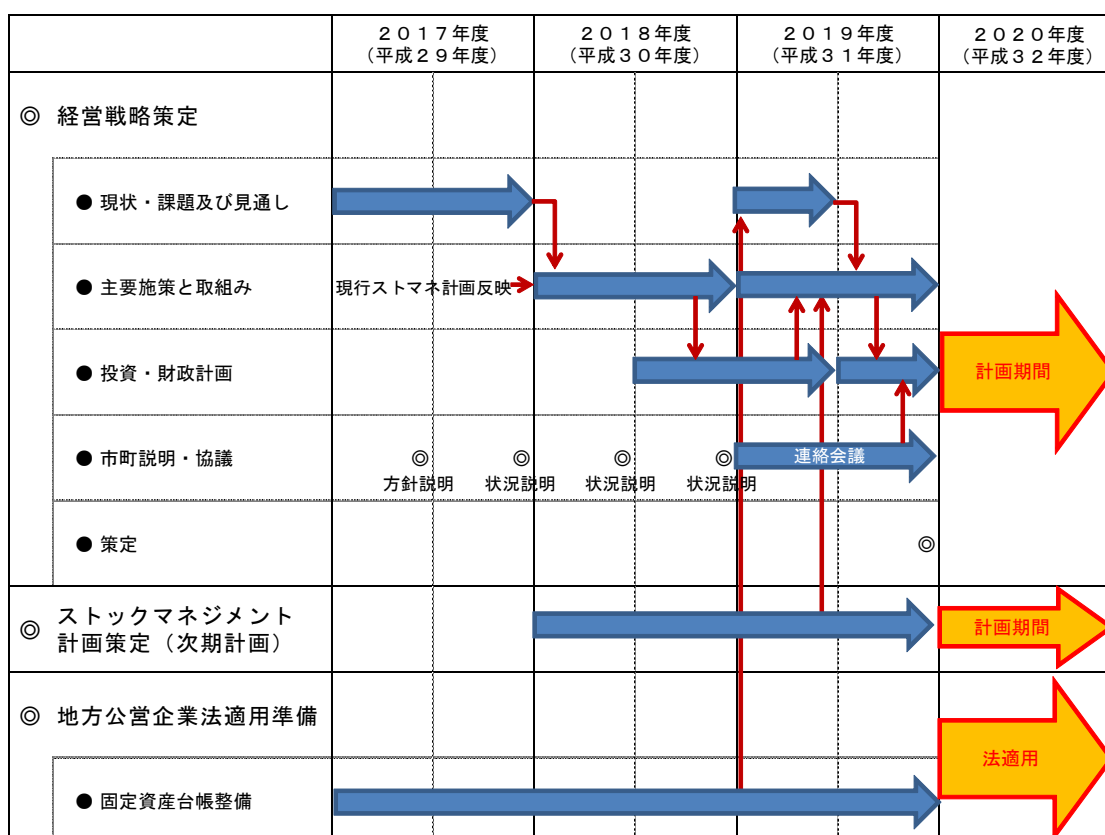 ２０１７年度 ２０１８年度 ２０１９年度 ２０２０年度
（平成２９年度） （平成３０年度） （平成３１年度） （平成３２年度）
◎ 経営戦略策定
● 現状・課題及び見通し
● 主要施策と取組み 現行ストマネ計画反映
● 投資・財政計画 計画期間
● 市町説明・協議 ◎ ◎ ◎ ◎ 連絡会議
方針説明 状況説明 状況説明 状況説明
● 策定 ◎
◎ ストックマネジメント
計画策定（次期計画） 計画期間
◎ 地方公営企業法適用準備
法適用
● 固定資産台帳整備